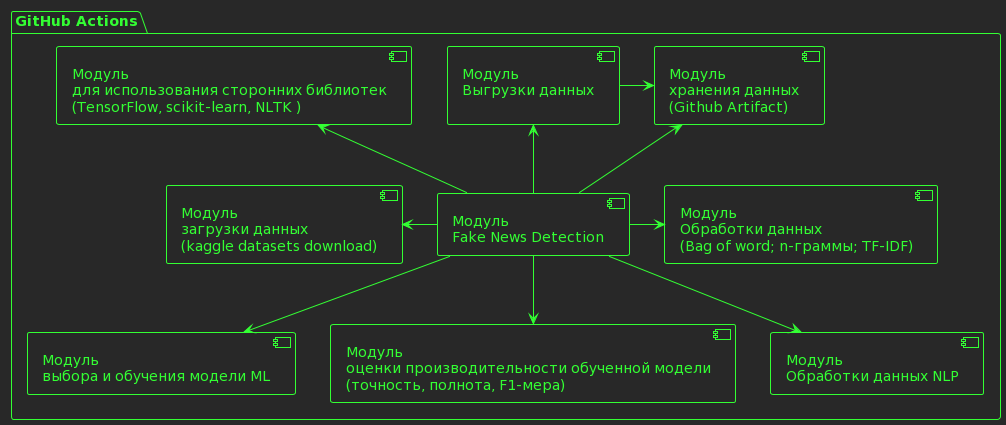 GitHub Actions
Модуль
для использования сторонних библиотек
(TensorFlow, scikit-learn, NLTK )
Модуль
Выгрузки данных
Модуль
хранения данных
(Github Artifact)
Модуль
загрузки данных
(kaggle datasets download)
Модуль
Fake News Detection
Модуль
Обработки данных
(Bag of word; n-граммы; TF-IDF)
Модуль
выбора и обучения модели ML
Модуль
оценки производительности обученной модели
(точность, полнота, F1-мера)
Модуль
Обработки данных NLP